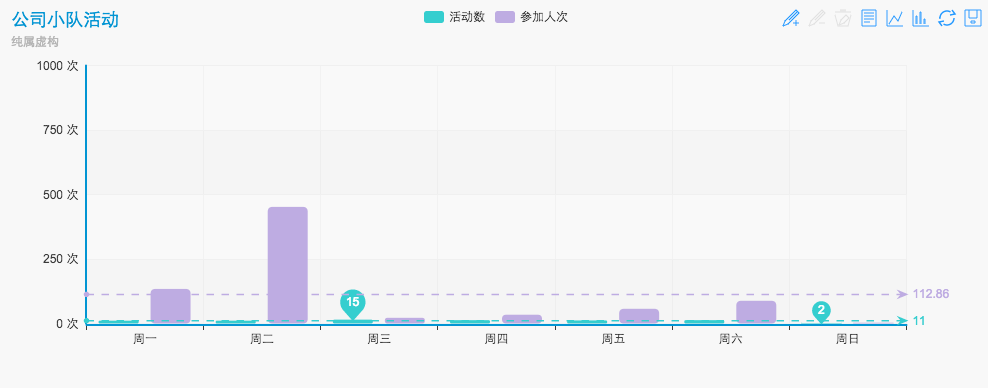 公司小队活动
纯属虚构
活动数
参加人次
1000 次
750 次
500 次
250 次
0 次
15
2
112.86
11
周一
周二
周三
周四
周五
周六
周日